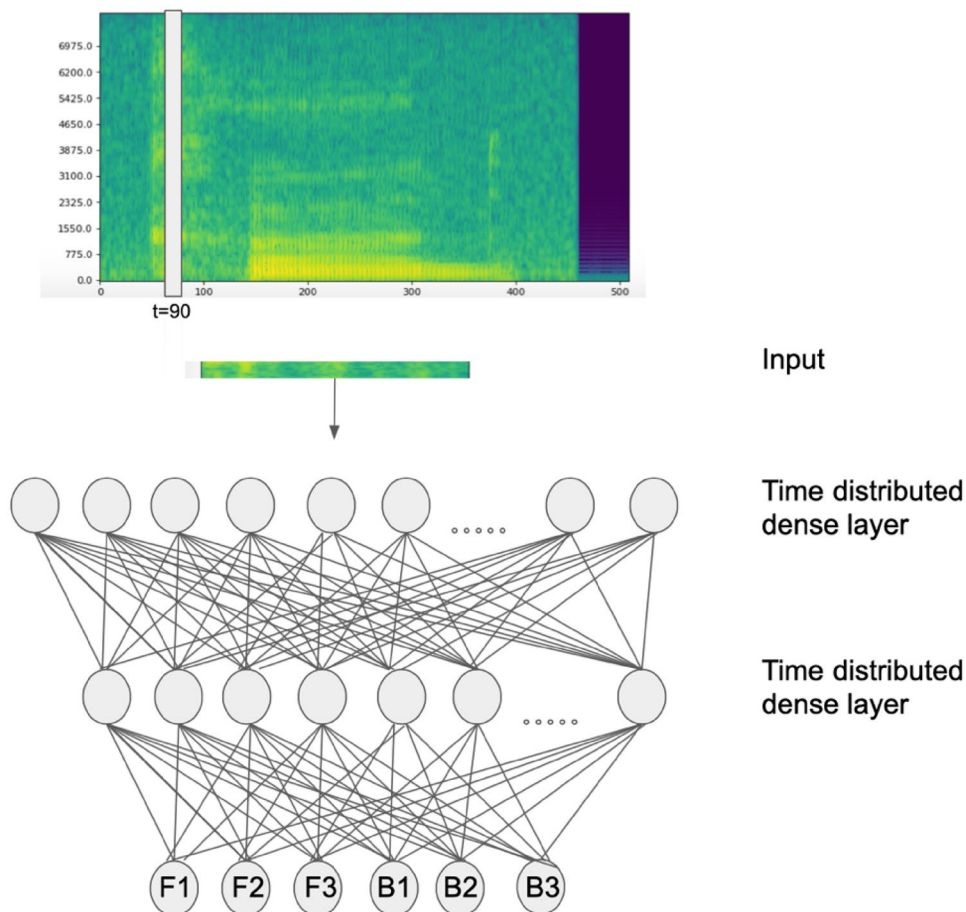 6975.0
6200.0
5425.0
4650.0
3875.0
3100.0
2325.0
1550.0
775.0
0.0
0 100 200 300 400 500
t=90
Input
Time distributed
dense layer
Time distributed
dense layer
F1 F2 F3 B1 B2 B3